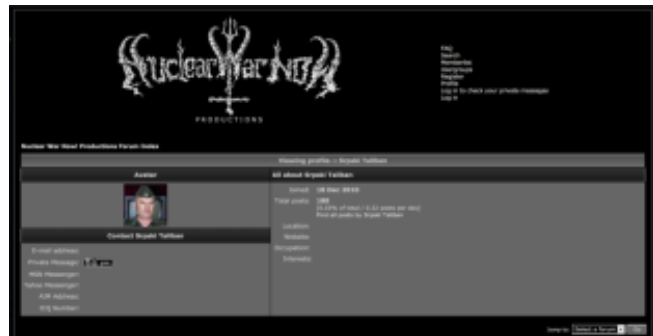 NuclearWarNow
PRODUCTIONS
FAQ
Search
Memberlist
Usergroups
Register
Profile
Log in to check your private messages
Log in
Nuclear War Now! Productions Forum Index
Viewing profile :: Srpski Taliban
Avatar
All about Srpski Taliban
Contact Srpski Taliban
Joined: 18 Dec 2010
Total posts:
Find all posts by Srpski Taliban
Location:
Website:
Occupation:
Interests:
E-mail address:
Private Message:
MSN Messenger:
Yahoo Messenger:
AIM Address:
ICQ Number:
Jump to: Select a forum